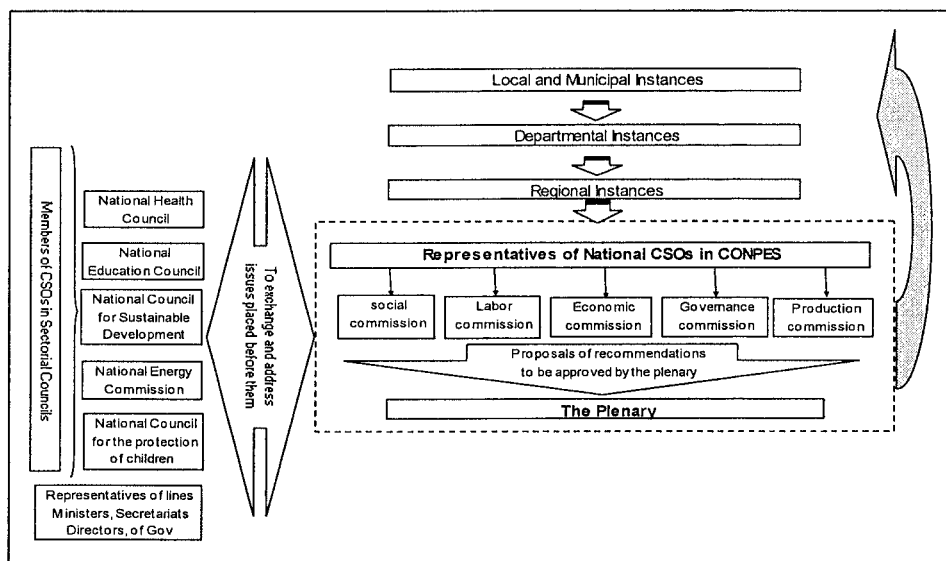 Local and Municipal Instances
Departmental Instances
Regional Instances
Members of CSOs in Sectorial Councils
National Health
Council
National
Education Council
National Council
for Sustainable
Development
National Energy
Commission
National Council
for the protection
of children
Representatives of lines
Ministers, Secretariats
Directors, of Gov
To exchange and address
issues placed before them
Representatives of National CSOs in CONPES
social
commission
Labor
commission
Economic
commission
Governance
commission
Production
commission
Proposals of recommendations
to be approved by the plenary
The Plenary